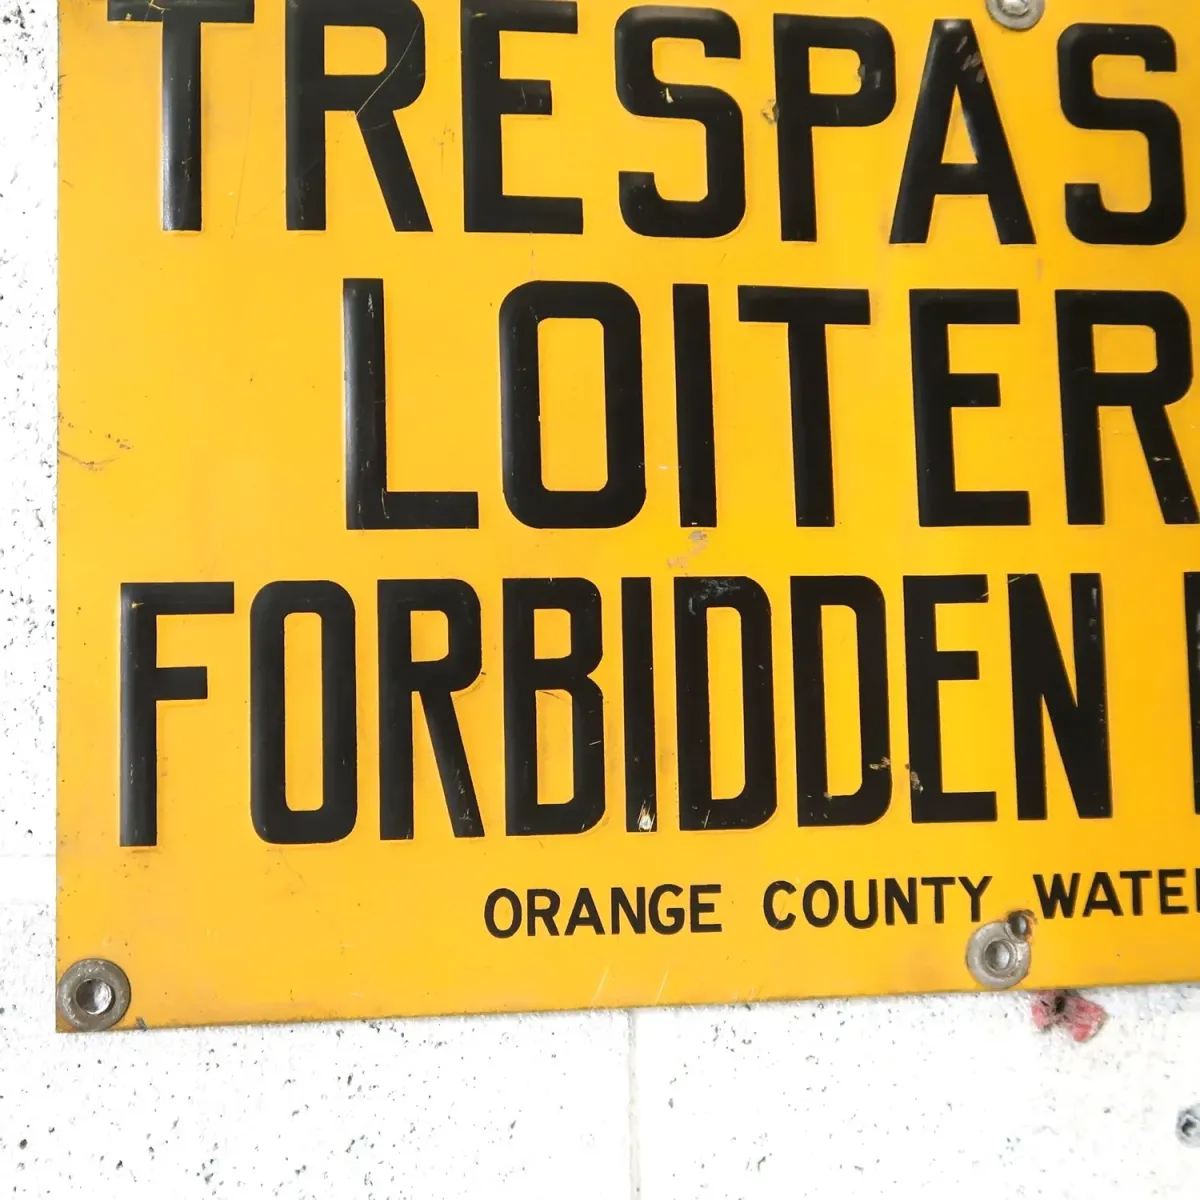 TRESPAS
LOITER
FORBIDDEN
ORANGE COUNTY WATE